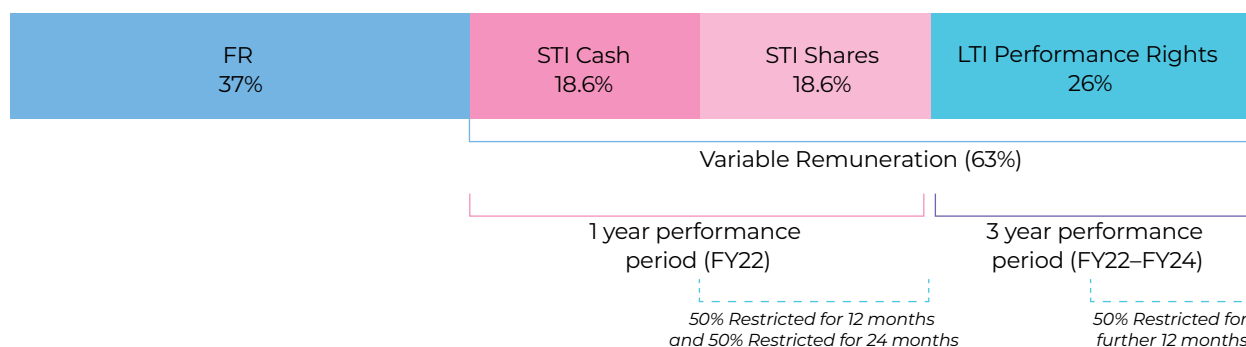 FR
37%
STI Cash
18.6%
STI Shares
18.6%
LTI Performance Rights
26%
Variable Remuneration (63%)
1 year performance
period (FY22)
3 year performance
period (FY22–FY24)
50% Restricted for 12 months
and 50% Restricted for 24 months
50% Restricted for
further 12 months